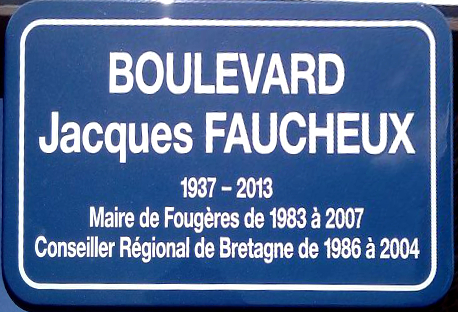 BOULEVARD
Jacques FAUCHEUX
1937 – 2013
Maire de Fougères de 1983 à 2007
Conseiller Régional de Bretagne de 1986 à 2004